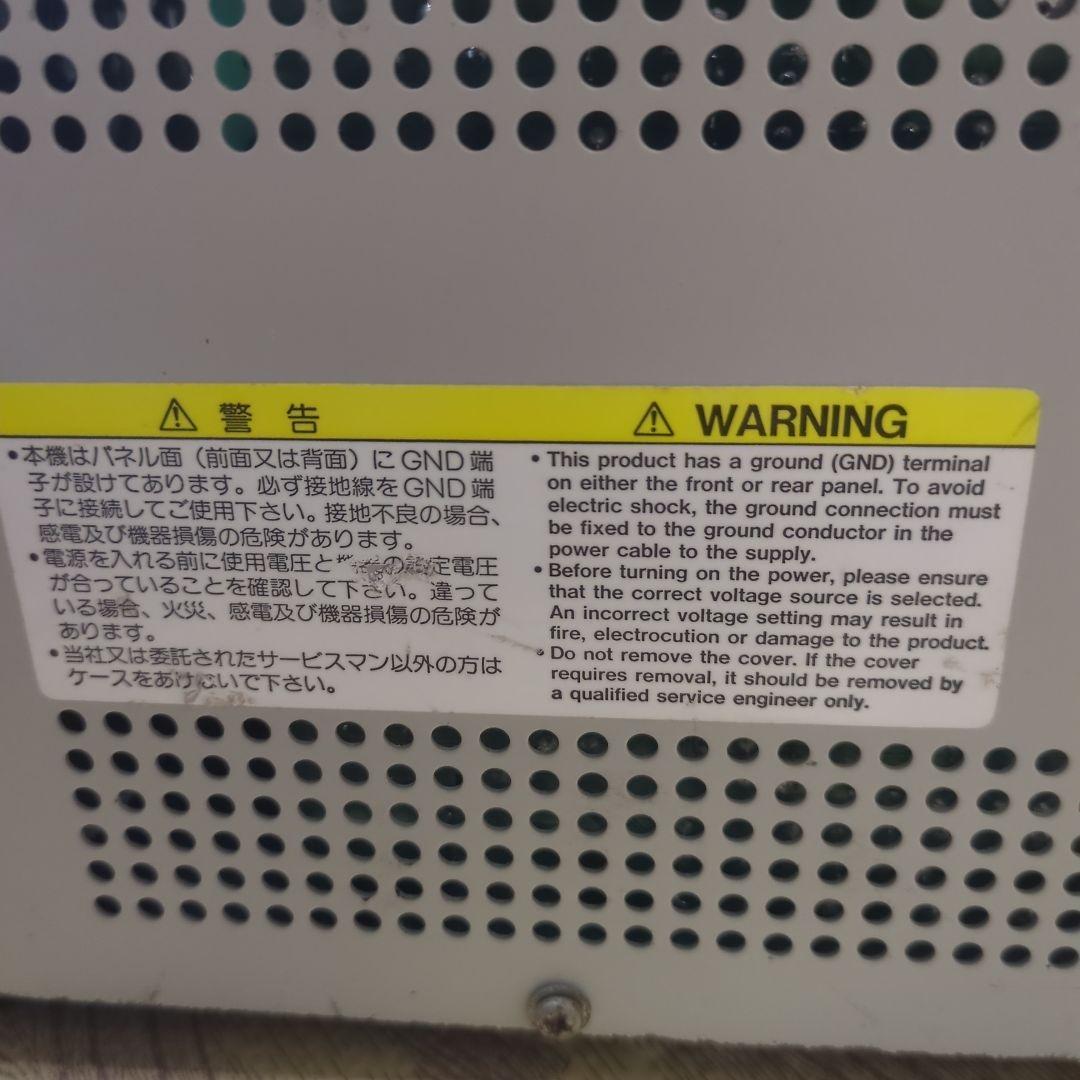 警告
・本機はパネル面（前面又は背面）にGND端
子が設けてあります。必ず接地線をGND端
子に接続してご使用下さい。接地不良の場合、
感電及び機器損傷の危険があります。
・電源を入れる前に使用電圧と の 定電圧
が合っていることを確認して下さい。違って
いる場合、火災、感電及び機器損傷の危険が
あります。
・当社又は委託されたサービスマン以外の方は
ケースをあけないで下さい。
WARNING
• This product has a ground (GND) terminal
on either the front or rear panel. To avoid
electric shock, the ground connection must
be fixed to the ground conductor in the
power cable to the supply.
• Before turning on the power, please ensure
that the correct voltage source is selected.
An incorrect voltage setting may result in
fire, electrocution or damage to the product.
• Do not remove the cover. If the cover
requires removal, it should be removed by
a qualified service engineer only.